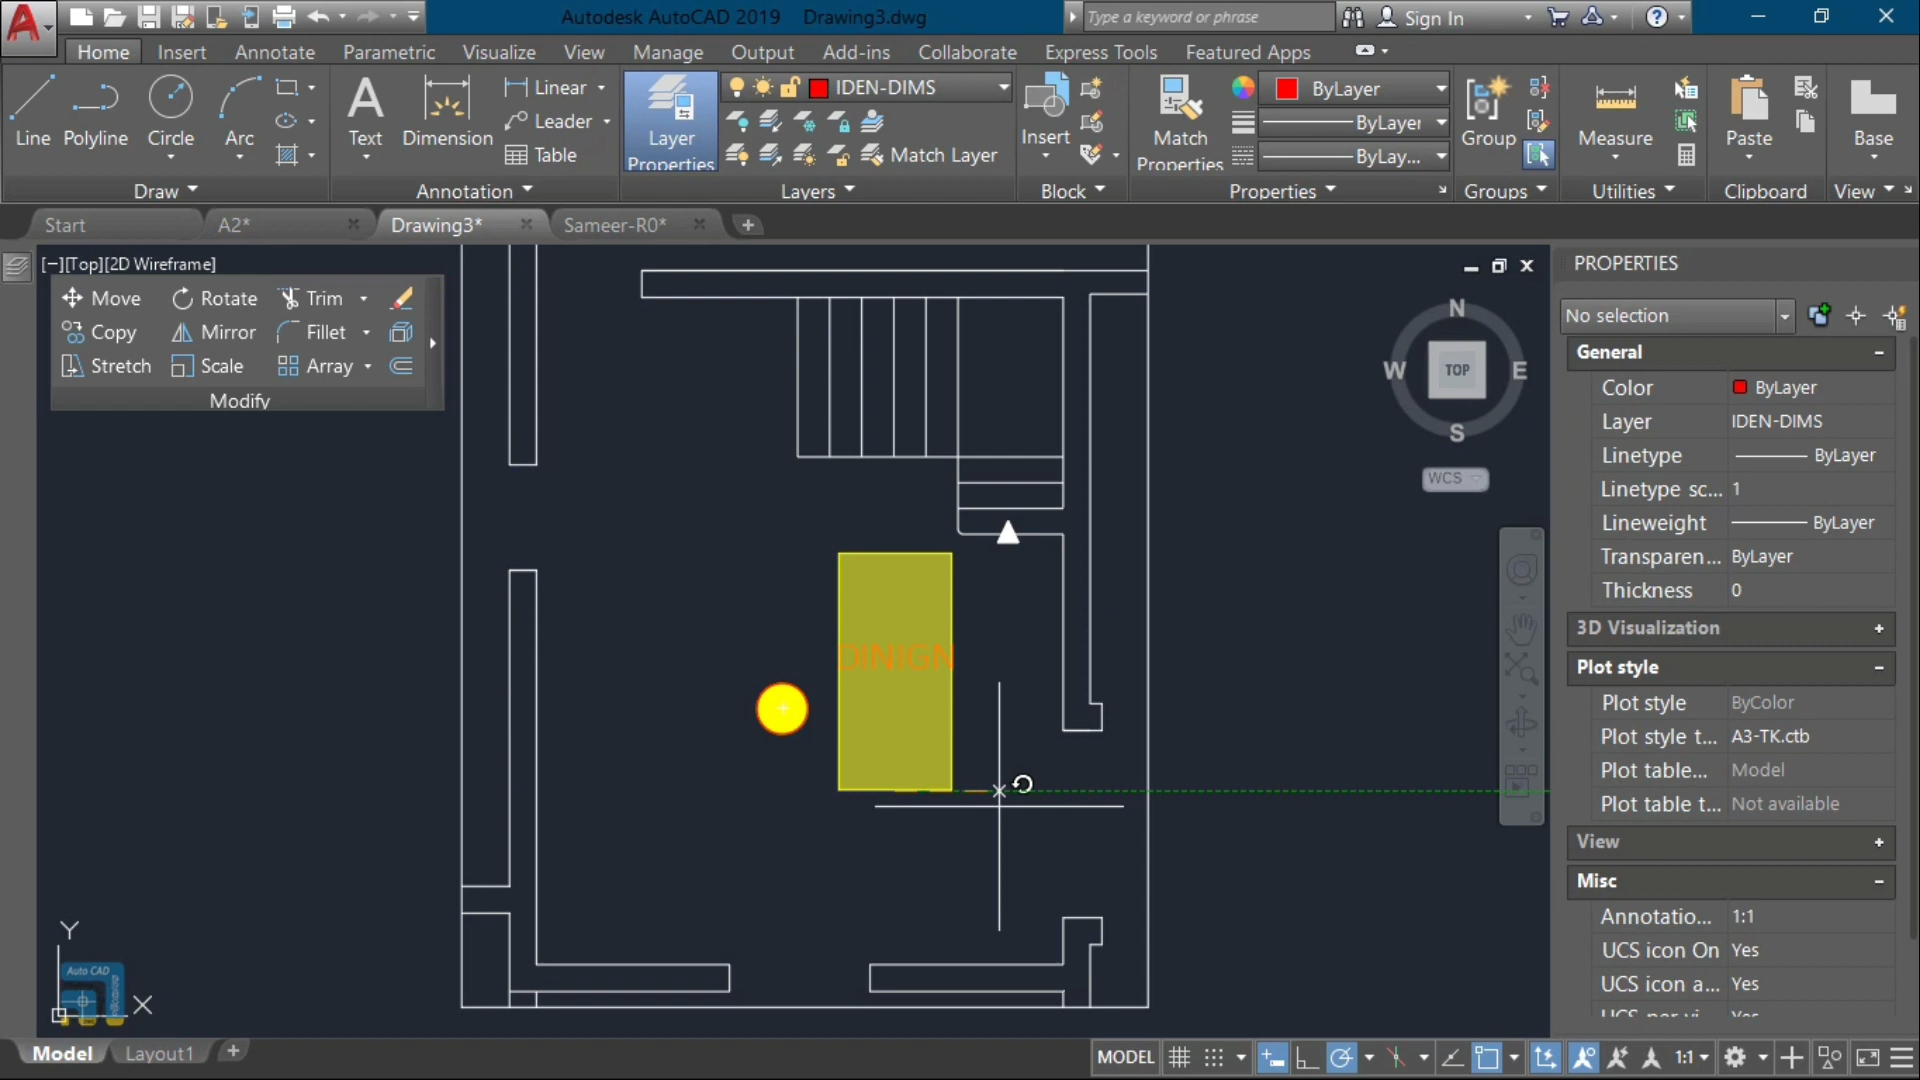 Autodesk AutoCAD 2019 Drawing3.dwg
Type a keyword or phrase
Sign In
Home Insert Annotate Parametric Visualize View Manage Output Add-ins Collaborate Express Tools Featured Apps
Line Polyline Circle Arc
Text Dimension
Linear
Leader
Table
Layer Properties
IDEN-DIMS
Match Layer
Insert
Match Properties
ByLayer
ByLayer
ByLay...
Group
Measure
Paste
Base
Draw Annotation Layers Block Properties Groups Utilities Clipboard View
Start A2* Drawing3* Sameer-R0*
[−][Top][2D Wireframe]
Move Rotate Trim
Copy Mirror Fillet
Stretch Scale Array
Modify
N
W TOP E
S
WCS
DINIGN
Y
X
Auto CAD
PROPERTIES
No selection
General
Color ByLayer
Layer IDEN-DIMS
Linetype ByLayer
Linetype sc... 1
Lineweight ByLayer
Transparen... ByLayer
Thickness 0
3D Visualization
Plot style
Plot style ByColor
Plot style t... A3-TK.ctb
Plot table... Model
Plot table t... Not available
View
Misc
Annotatio... 1:1
UCS icon On Yes
UCS icon a... Yes
Model Layout1
MODEL 1:1